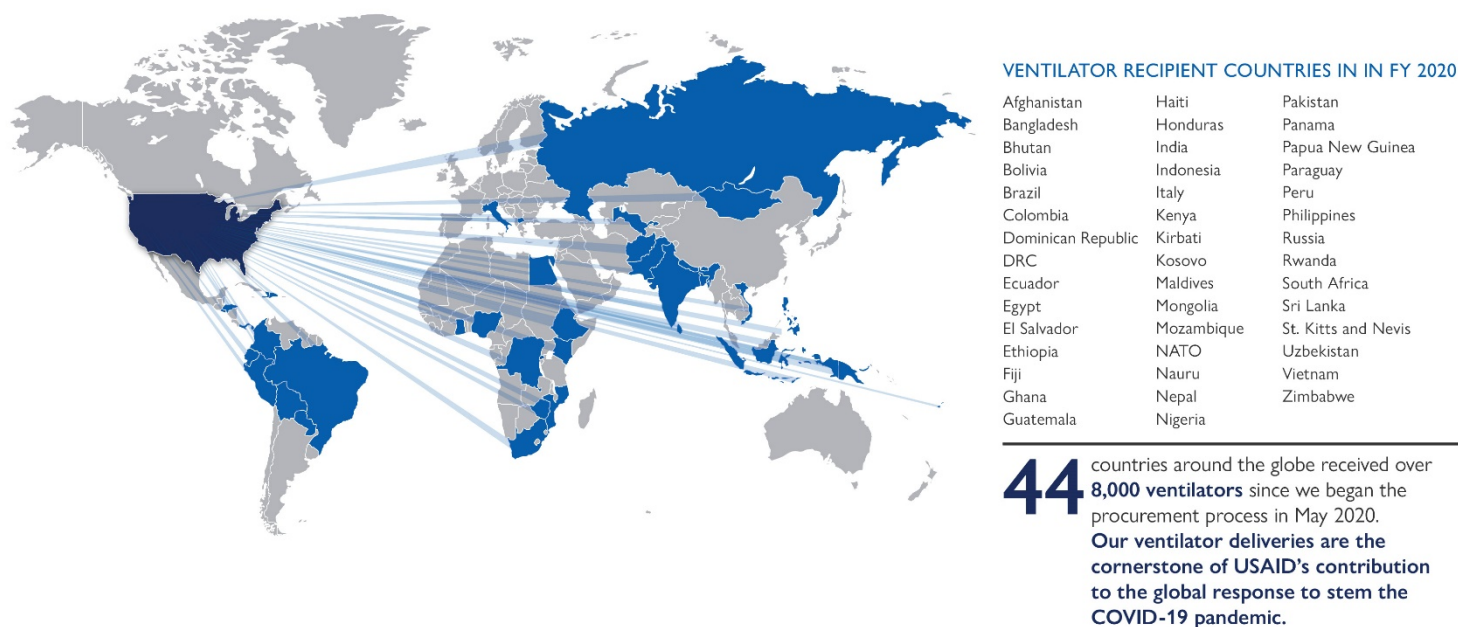 VENTILATOR RECIPIENT COUNTRIES IN IN FY 2020
Afghanistan
Bangladesh
Bhutan
Bolivia
Brazil
Colombia
Dominican Republic
DRC
Ecuador
Egypt
El Salvador
Ethiopia
Fiji
Ghana
Guatemala
Haiti
Honduras
India
Indonesia
Italy
Kenya
Kirbati
Kosovo
Maldives
Mongolia
Mozambique
NATO
Nauru
Nepal
Nigeria
Pakistan
Panama
Papua New Guinea
Paraguay
Peru
Philippines
Russia
Rwanda
South Africa
Sri Lanka
St. Kitts and Nevis
Uzbekistan
Vietnam
Zimbabwe
44 countries around the globe received over
8,000 ventilators since we began the
procurement process in May 2020.
Our ventilator deliveries are the
cornerstone of USAID’s contribution
to the global response to stem the
COVID-19 pandemic.